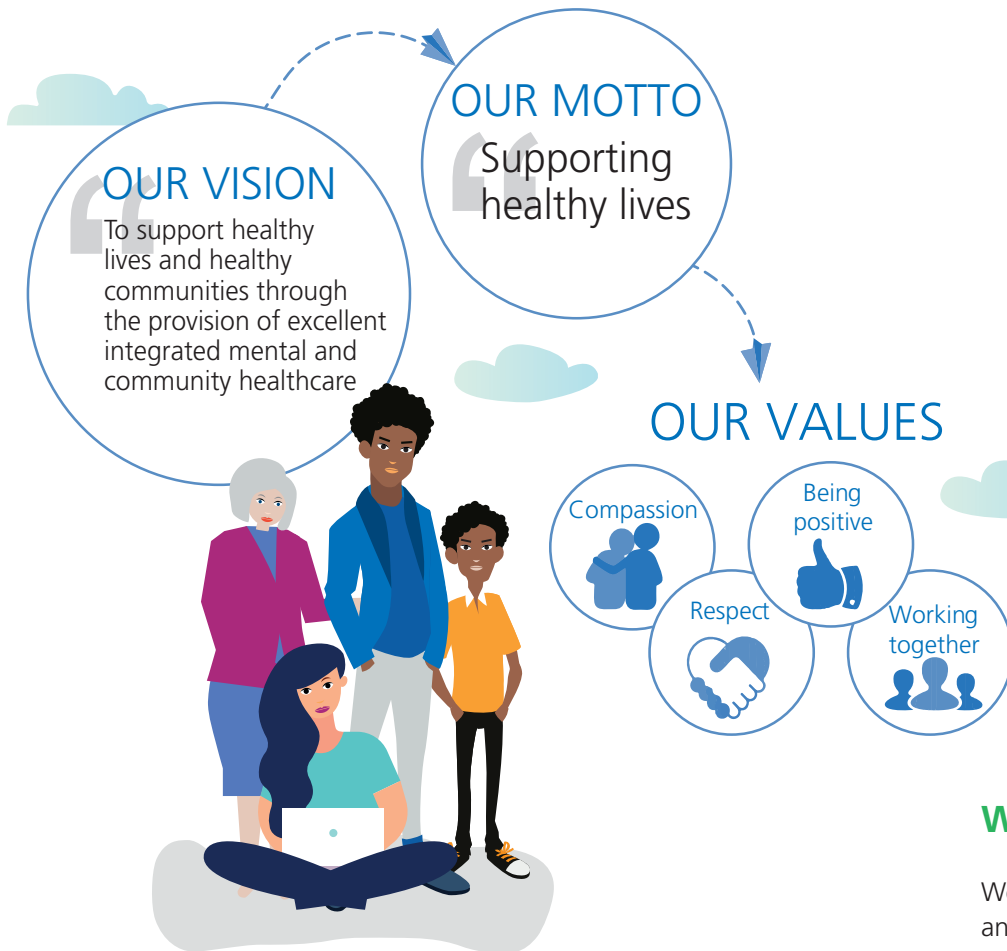 OUR VISION
To support healthy
lives and healthy
communities through
the provision of excellent
integrated mental and
community healthcare
OUR MOTTO
Supporting
healthy lives
OUR VALUES
Compassion
Being
positive
Respect
Working
together